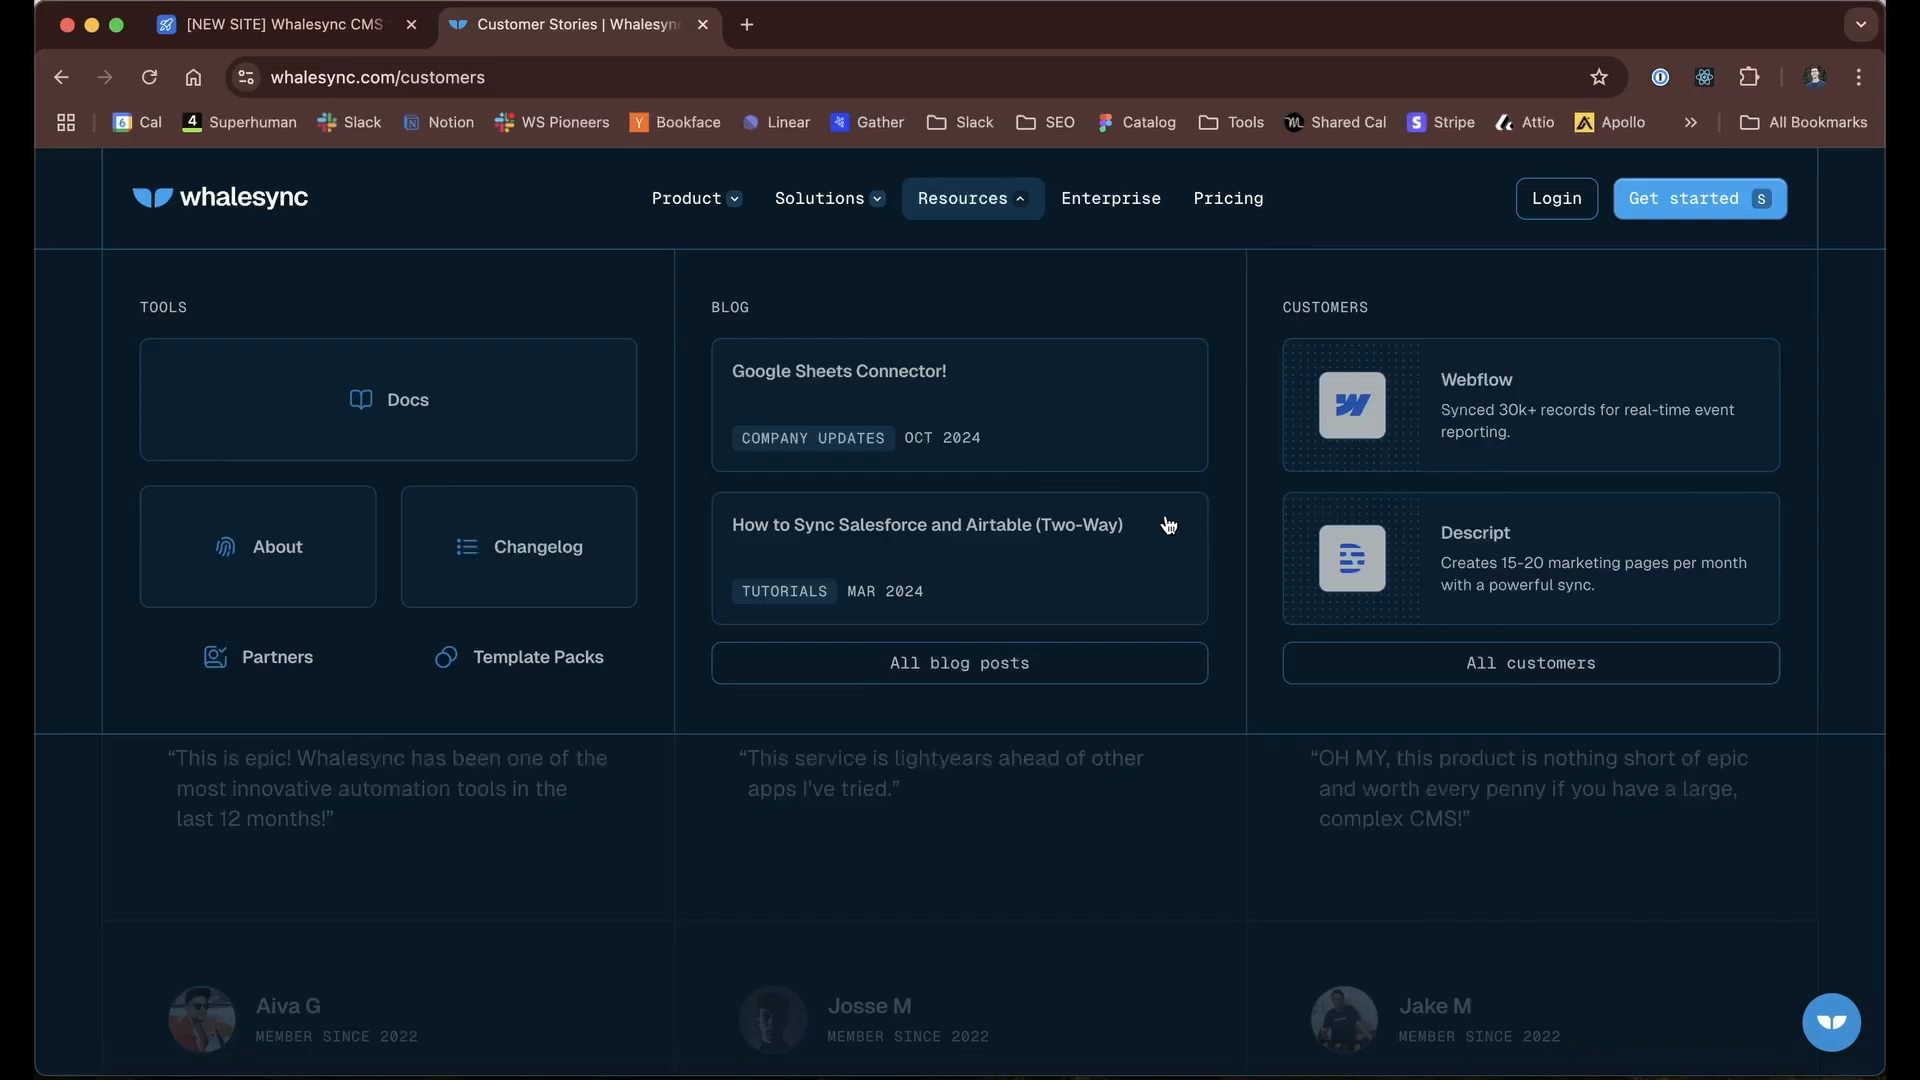 [NEW SITE] Whalesync CMS
Customer Stories | Whalesync
whalesync.com/customers
6 Cal
4 Superhuman
Slack
Notion
WS Pioneers
Y Bookface
Linear
Gather
Slack
SEO
Catalog
Tools
Shared Cal
S Stripe
Attio
Apollo
All Bookmarks
whalesync
Product
Solutions
Resources
Enterprise
Pricing
Login
Get started S
TOOLS
Docs
About
Changelog
Partners
Template Packs
BLOG
Google Sheets Connector!
COMPANY UPDATES OCT 2024
How to Sync Salesforce and Airtable (Two-Way)
TUTORIALS MAR 2024
All blog posts
CUSTOMERS
Webflow
Synced 30k+ records for real-time event
reporting.
Descript
Creates 15-20 marketing pages per month
with a powerful sync.
All customers
“This is epic! Whalesync has been one of the
most innovative automation tools in the
last 12 months!”
Aiva G
MEMBER SINCE 2022
“This service is lightyears ahead of other
apps I've tried.”
Josse M
MEMBER SINCE 2022
“OH MY, this product is nothing short of epic
and worth every penny if you have a large,
complex CMS!”
Jake M
MEMBER SINCE 2022